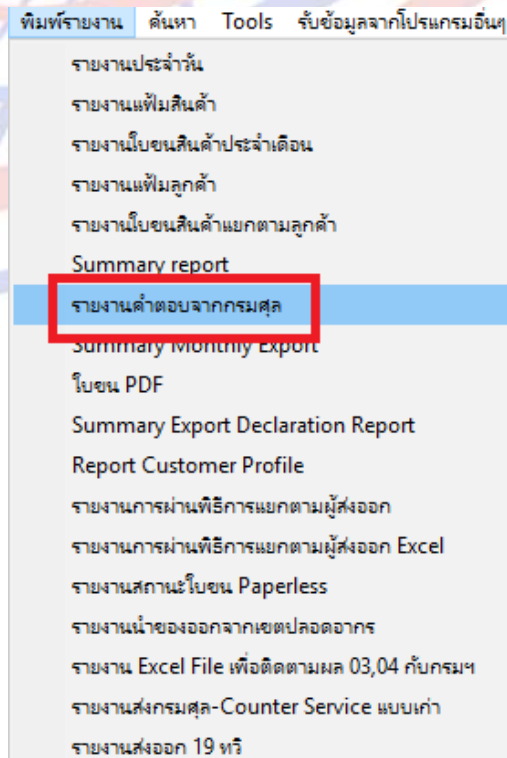 พิมพ์รายงาน ค้นหา Tools รับข้อมูลจากโปรแกรมอื่นๆ
รายงานประจำวัน
รายงานแฟ้มสินค้า
รายงานใบขนสินค้าประจำเดือน
รายงานแฟ้มลูกค้า
รายงานใบขนสินค้าแยกตามลูกค้า
Summary report
รายงานคำตอบจากกรมศุล
Summary Monthly Export
ใบขน PDF
Summary Export Declaration Report
Report Customer Profile
รายงานการผ่านพิธีการแยกตามผู้ส่งออก
รายงานการผ่านพิธีการแยกตามผู้ส่งออก Excel
รายงานสถานะใบขน Paperless
รายงานนำของออกจากเขตปลอดอากร
รายงาน Excel File เพื่อติดตามผล 03,04 กับกรมฯ
รายงานส่งกรมศุล-Counter Service แบบเก่า
รายงานส่งออก 19 ทวิ